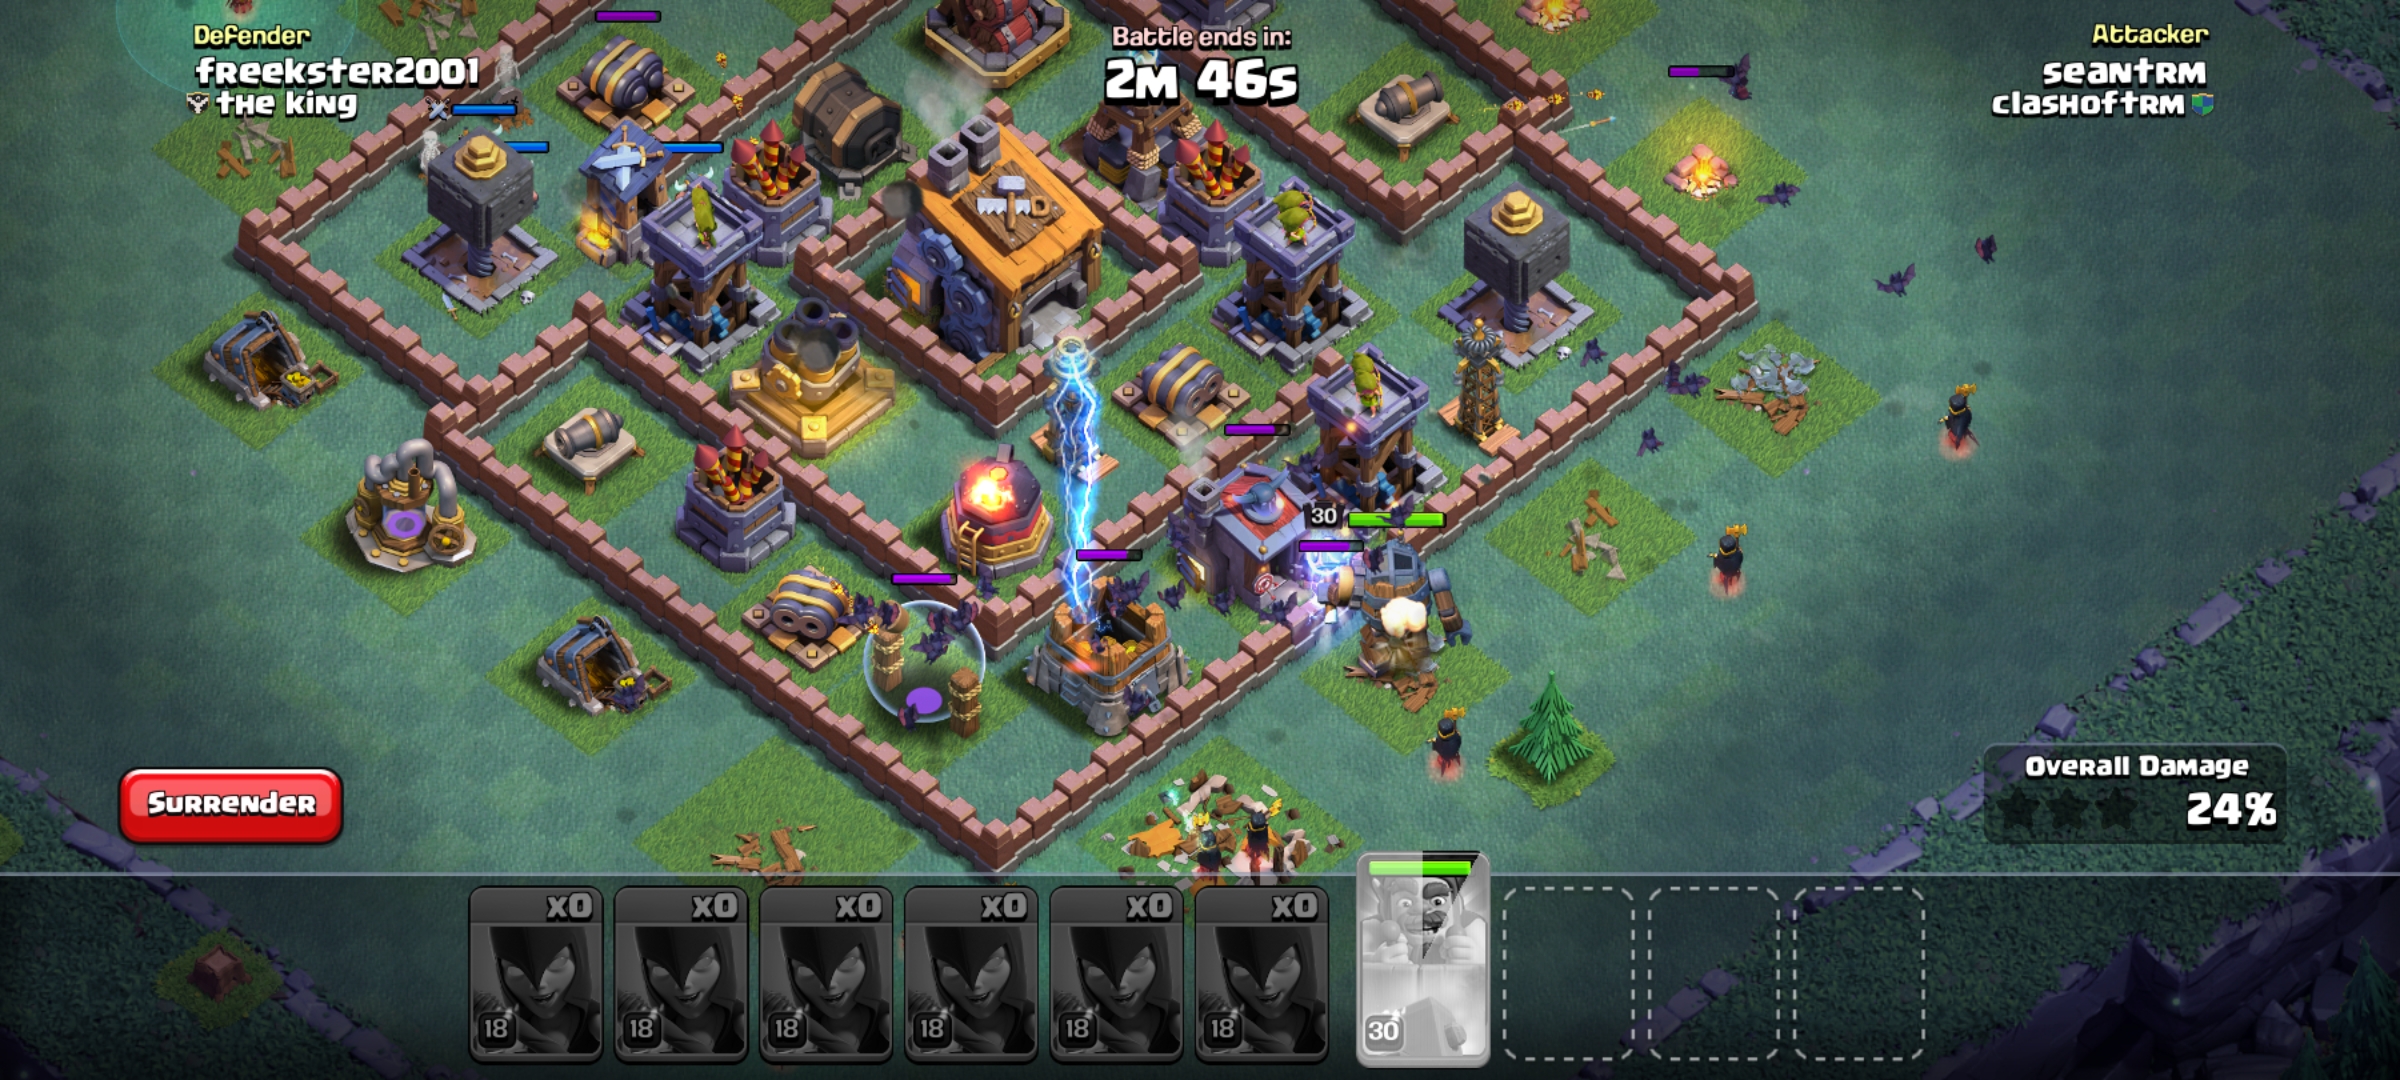 Defender
freekster2001
the king
Battle ends in:
2m 46s
Attacker
seantrm
clashoftrm
30
Surrender
Overall Damage
24%
x0
x0
x0
x0
x0
x0
18
18
18
18
18
18
30